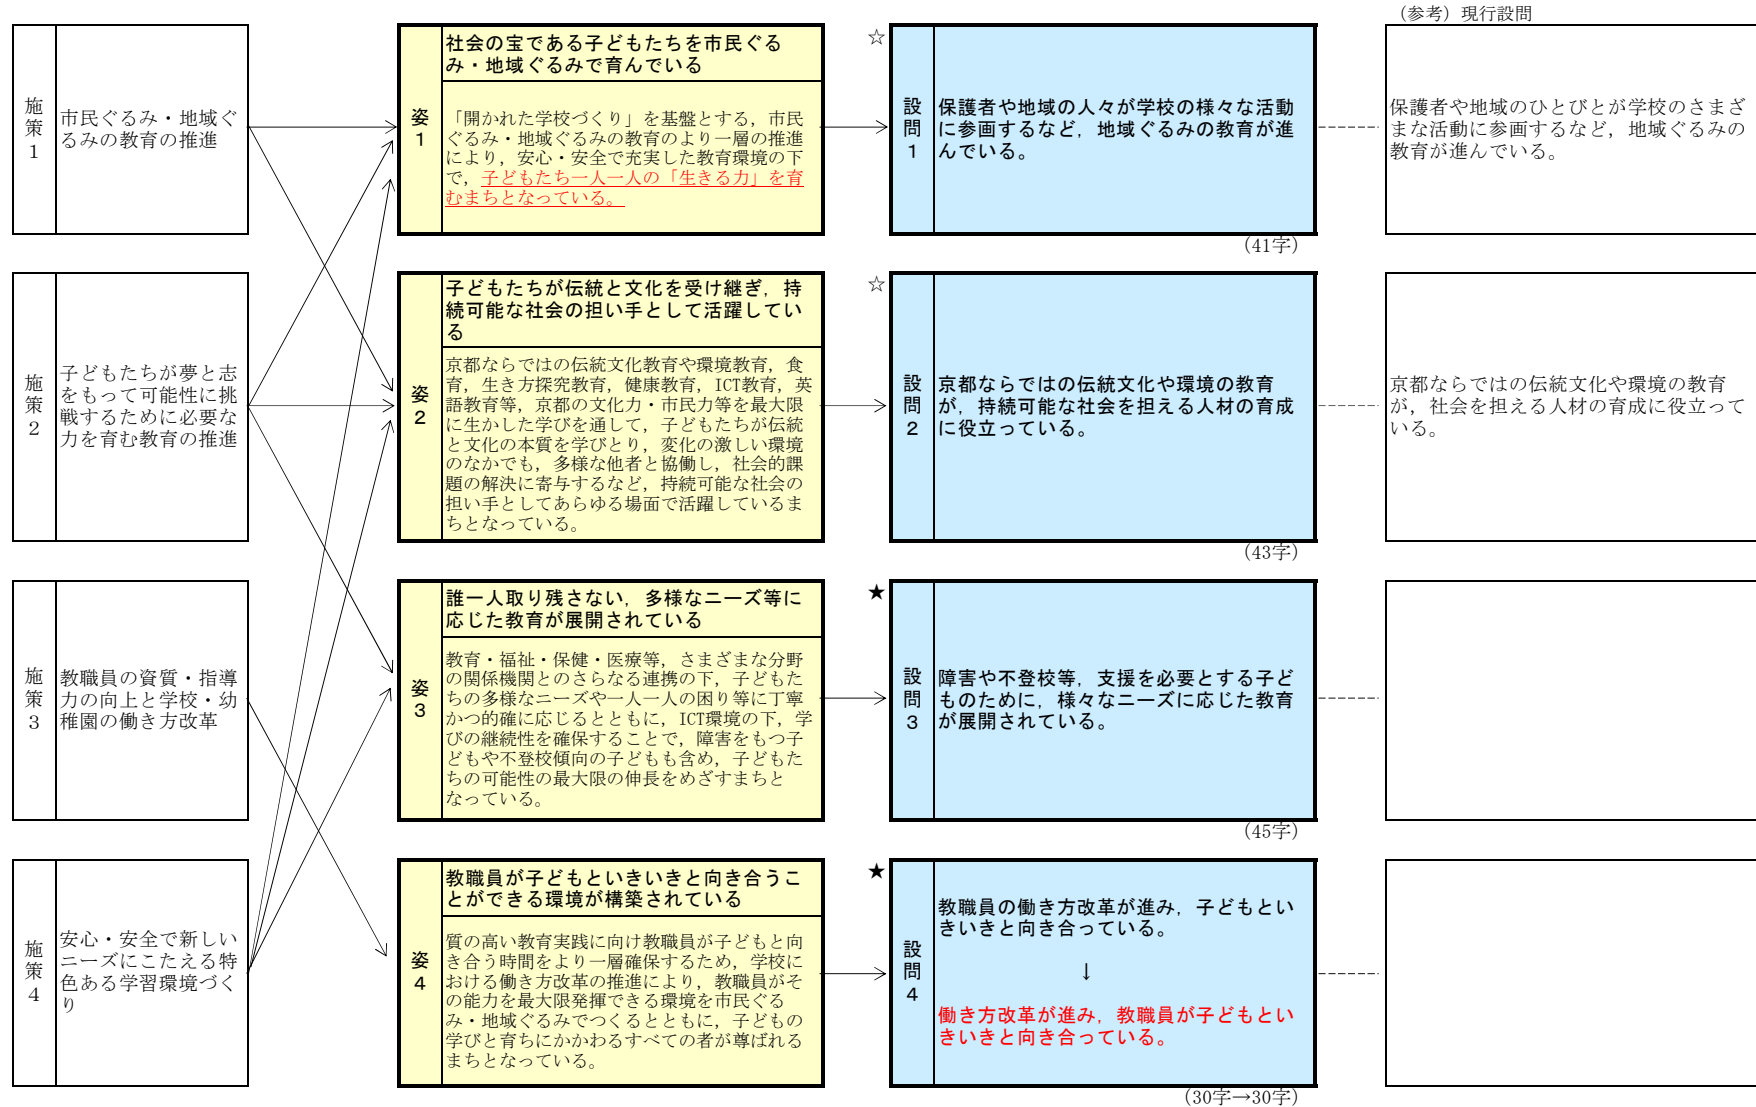 （参考）現行設問
施策1
市民ぐるみ・地域ぐ
るみの教育の推進
姿1
社会の宝である子どもたちを市民ぐる
み・地域ぐるみで育んでいる
「開かれた学校づくり」を基盤とする，市民
ぐるみ・地域ぐるみの教育のより一層の推進
により，安心・安全で充実した教育環境の下
で，子どもたち一人一人の「生きる力」を育
むまちとなっている。
☆
設問1
保護者や地域の人々が学校の様々な活動
に参画するなど，地域ぐるみの教育が進
んでいる。
（41字）
保護者や地域のひとびとが学校のさまざ
まな活動に参画するなど，地域ぐるみの
教育が進んでいる。
施策2
子どもたちが夢と志
をもって可能性に挑
戦するために必要な
力を育む教育の推進
姿2
子どもたちが伝統と文化を受け継ぎ，持
続可能な社会の担い手として活躍してい
る
京都ならではの伝統文化教育や環境教育，食
育，生き方探究教育，健康教育，ICT教育，英
語教育等，京都の文化力・市民力等を最大限
に生かした学びを通して，子どもたちが伝統
と文化の本質を学びとり，変化の激しい環境
のなかでも，多様な他者と協働し，社会的課
題の解決に寄与するなど，持続可能な社会の
担い手としてあらゆる場面で活躍しているま
ちとなっている。
☆
設問2
京都ならではの伝統文化や環境の教育
が，持続可能な社会を担える人材の育成
に役立っている。
（43字）
京都ならではの伝統文化や環境の教育
が，社会を担える人材の育成に役立って
いる。
施策3
教職員の資質・指導
力の向上と学校・幼
稚園の働き方改革
姿3
誰一人取り残さない，多様なニーズ等に
応じた教育が展開されている
教育・福祉・保健・医療等，さまざまな分野
の関係機関とのさらなる連携の下，子どもた
ちの多様なニーズや一人一人の困り等に丁寧
かつ的確に応じるとともに，ICT環境の下，学
びの継続性を確保することで，障害をもつ子
どもや不登校傾向の子どもも含め，子どもた
ちの可能性の最大限の伸長をめざすまちと
なっている。
★
設問3
障害や不登校等，支援を必要とする子ど
ものために，様々なニーズに応じた教育
が展開されている。
（45字）
施策4
安心・安全で新しい
ニーズにこたえる特
色ある学習環境づく
り
姿4
教職員が子どもといきいきと向き合うこ
とができる環境が構築されている
質の高い教育実践に向け教職員が子どもと向
き合う時間をより一層確保するため，学校に
おける働き方改革の推進により，教職員がそ
の能力を最大限発揮できる環境を市民ぐる
み・地域ぐるみでつくるとともに，子どもの
学びと育ちにかかわるすべての者が尊ばれる
まちとなっている。
★
設問4
教職員の働き方改革が進み，子どもとい
きいきと向き合っている。
↓
働き方改革が進み，教職員が子どもとい
きいきと向き合っている。
（30字→30字）